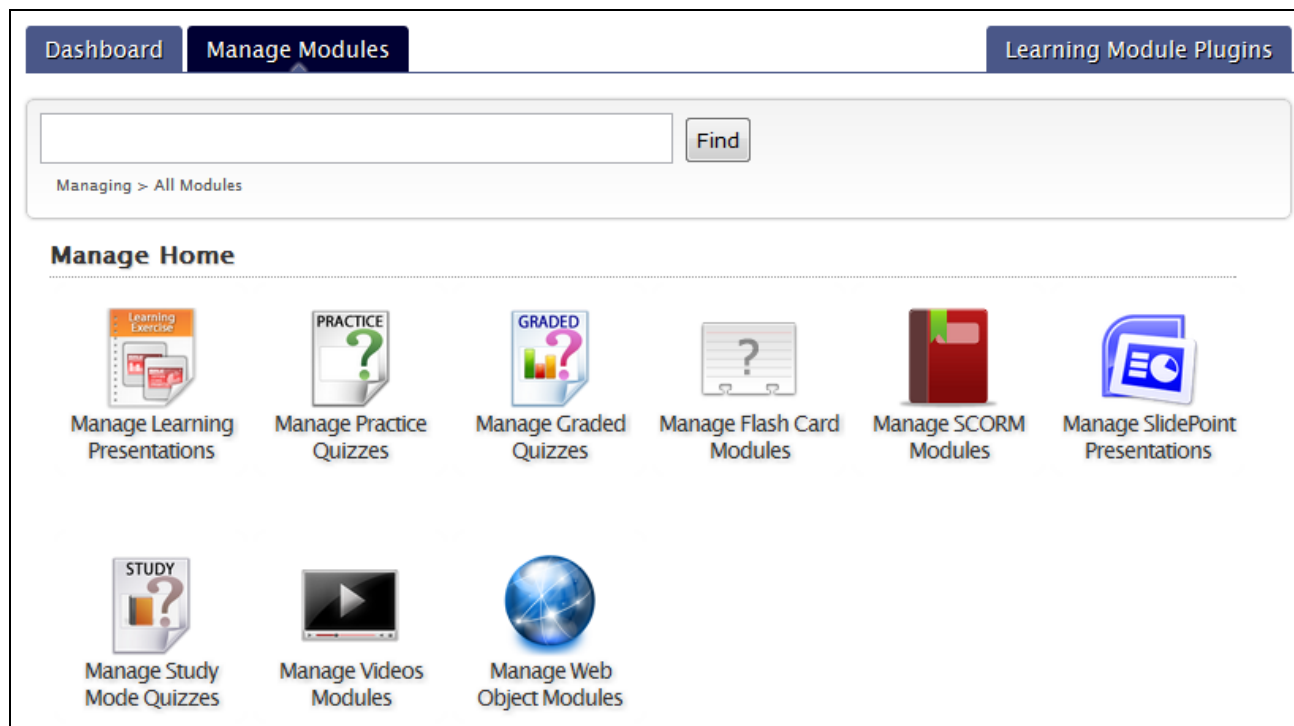 Dashboard
Manage Modules
Learning Module Plugins
Find
Managing > All Modules
Manage Home
Learning
Exercise
PRACTICE
GRADED
Manage Learning
Presentations
Manage Practice
Quizzes
Manage Graded
Quizzes
Manage Flash Card
Modules
Manage SCORM
Modules
Manage SlidePoint
Presentations
STUDY
Manage Study
Mode Quizzes
Manage Videos
Modules
Manage Web
Object Modules